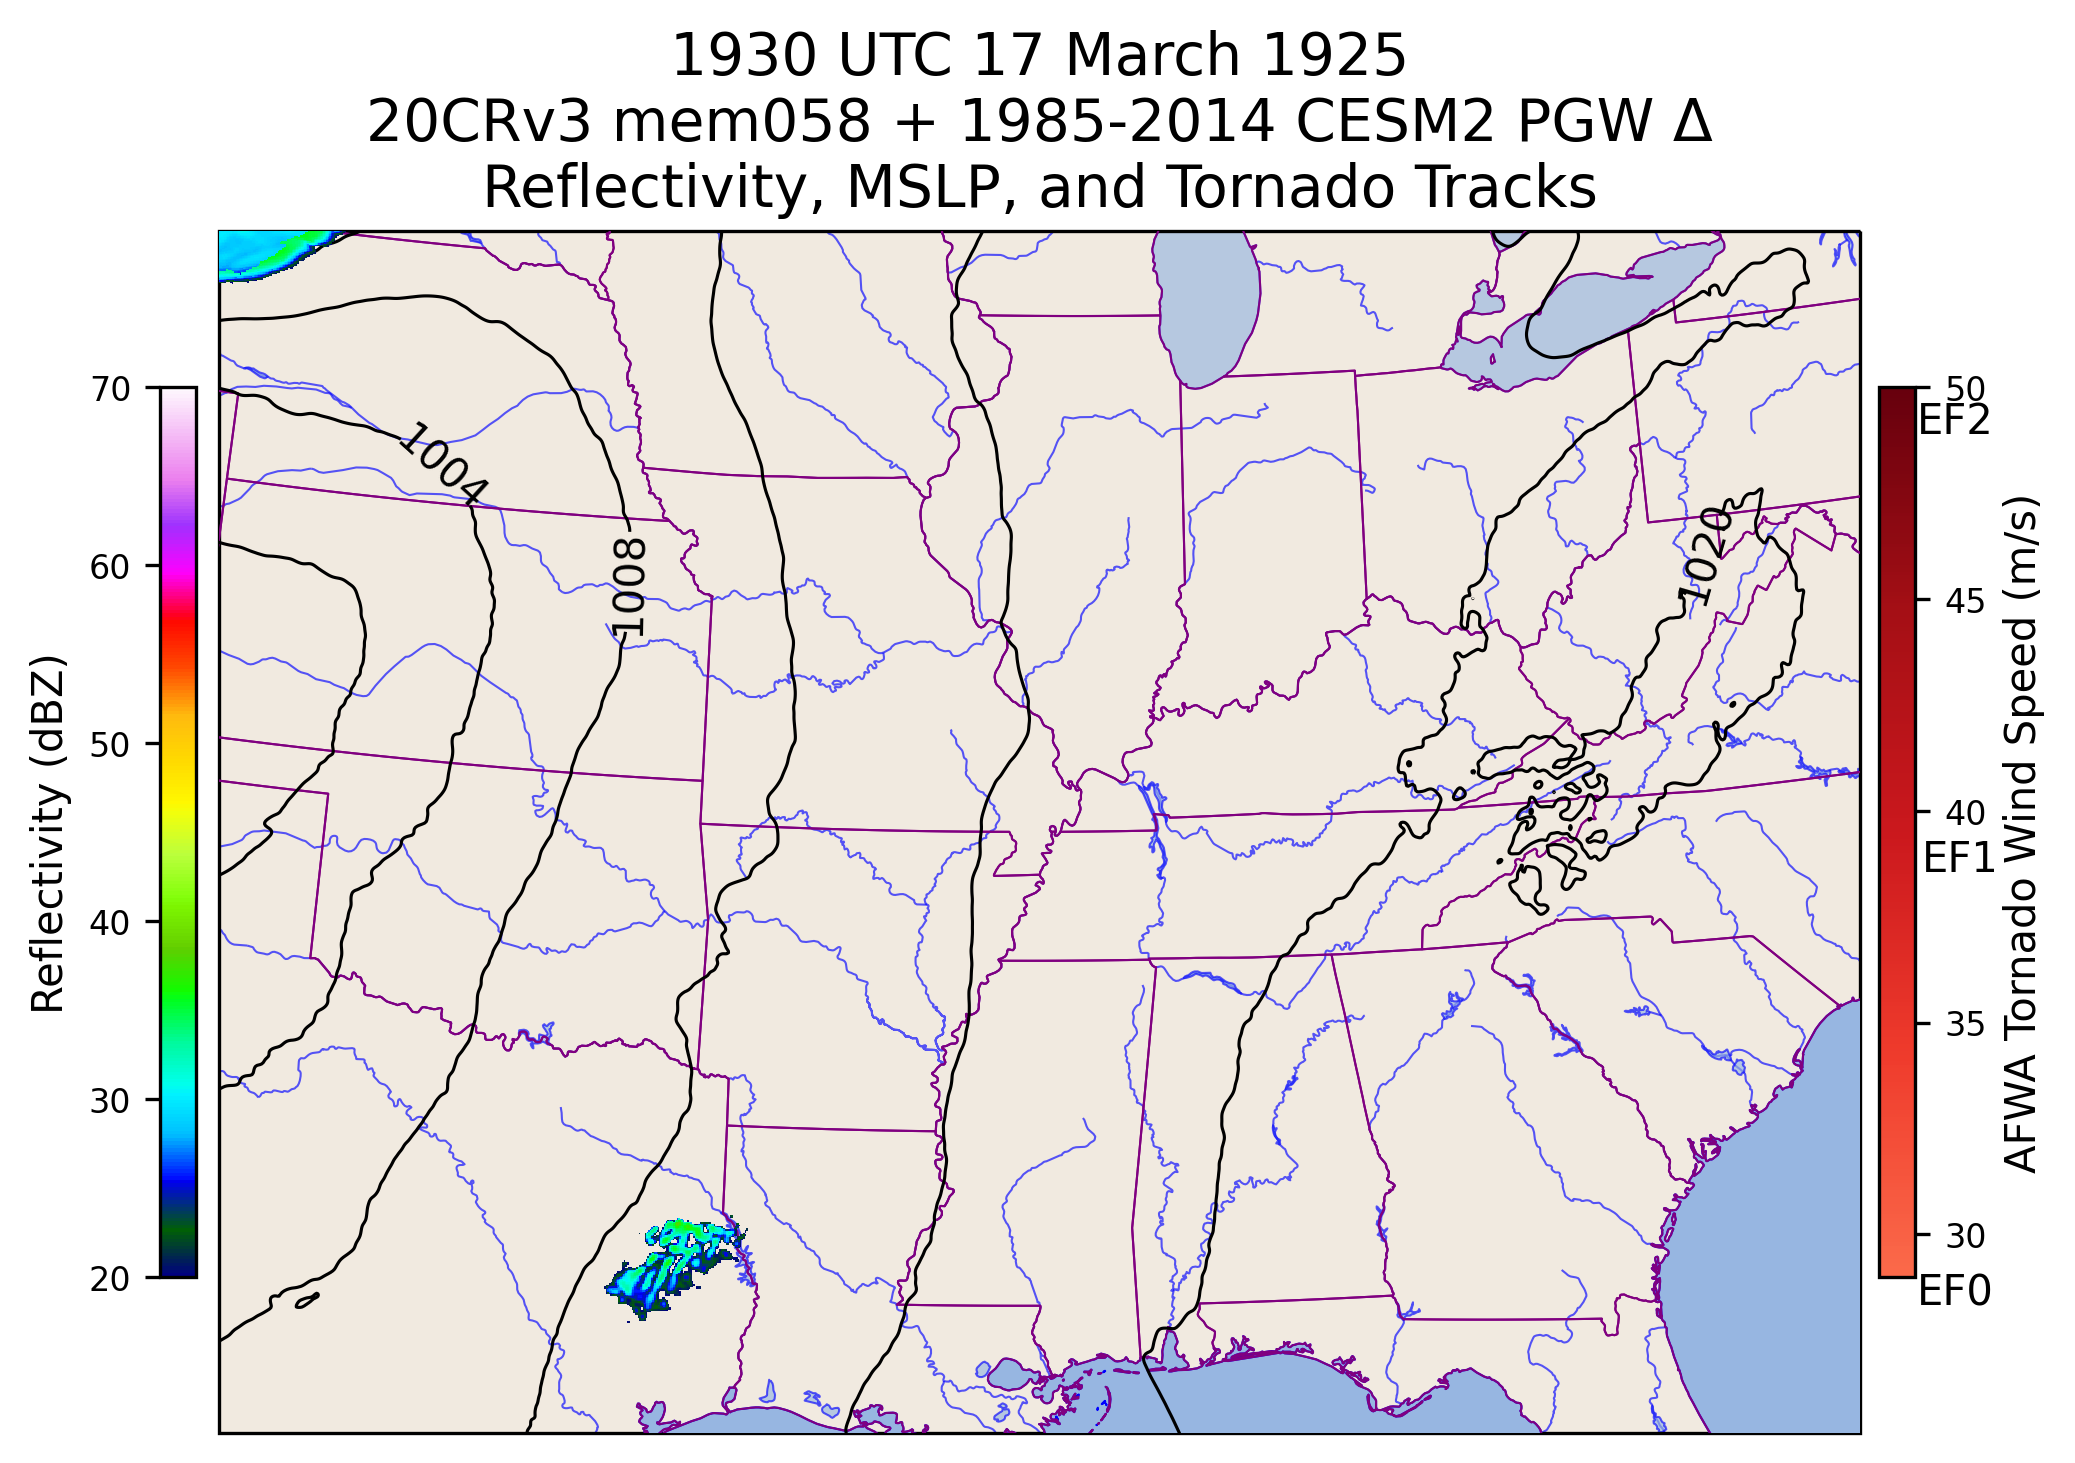 1930 UTC 17 March 1925
20CRv3 mem058 + 1985-2014 CESM2 PGW Δ
Reflectivity, MSLP, and Tornado Tracks
70
60
50
40
30
20
Reflectivity (dBZ)
1004
1008
1020
50
EF2
45
40
EF1
35
30
EF0
AFWA Tornado Wind Speed (m/s)